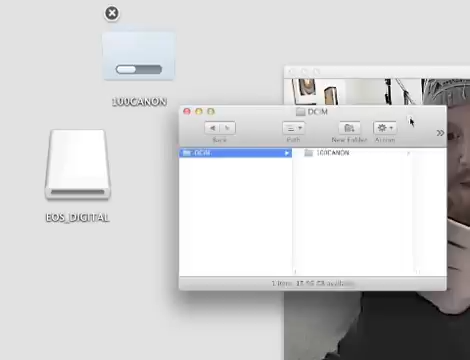 100CANON
EOS_DIGITAL
DCIM
Back
Path
New Folder
Action
DCIM
100CANON